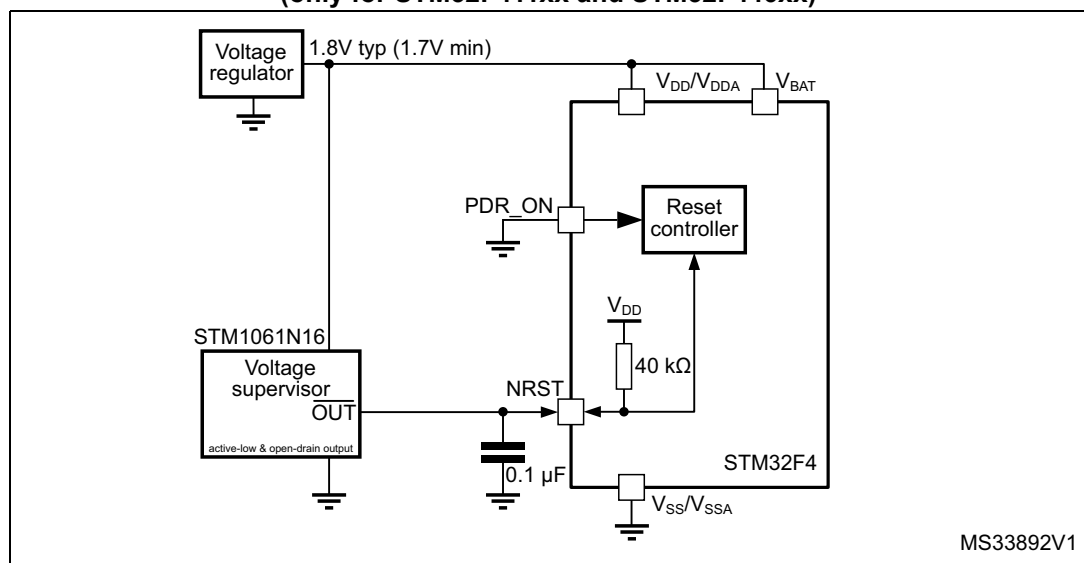 Voltage
regulator
1.8V typ (1.7V min)
VDD/VDDA
VBAT
PDR_ON
Reset
controller
VDD
STM1061N16
Voltage
supervisor
OUT
active-low & open-drain output
40 kΩ
NRST
0.1 µF
STM32F4
VSS/VSSA
MS33892V1